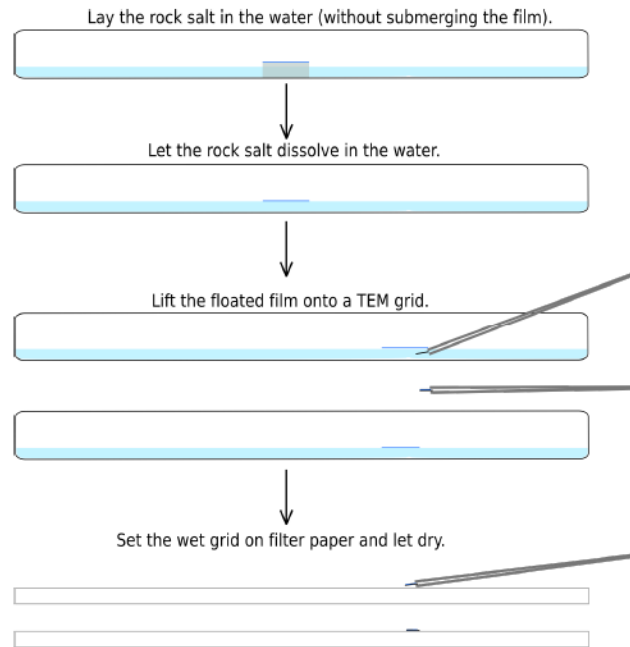 Lay the rock salt in the water (without submerging the film).
Let the rock salt dissolve in the water.
Lift the floated film onto a TEM grid.
Set the wet grid on filter paper and let dry.